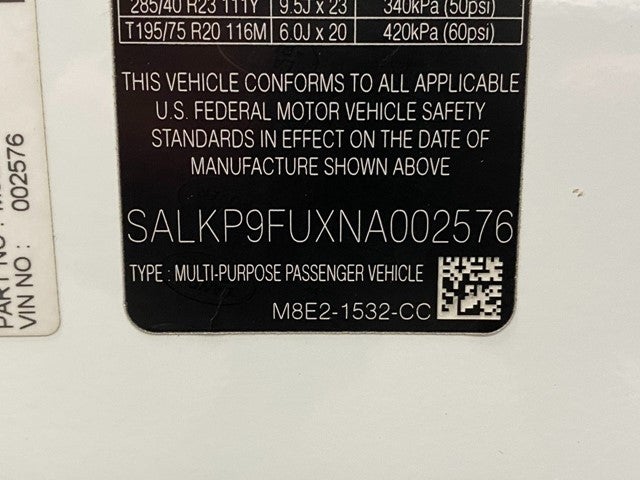 285/40 R23 111Y 9.5J x 23 340kPa (50psi)
T195/75 R20 116M 6.0J x 20 420kPa (60psi)
THIS VEHICLE CONFORMS TO ALL APPLICABLE
U.S. FEDERAL MOTOR VEHICLE SAFETY
STANDARDS IN EFFECT ON THE DATE OF
MANUFACTURE SHOWN ABOVE
SALKP9FUXNA002576
TYPE : MULTI-PURPOSE PASSENGER VEHICLE
M8E2-1532-CC
PART NO :
VIN NO : 002576